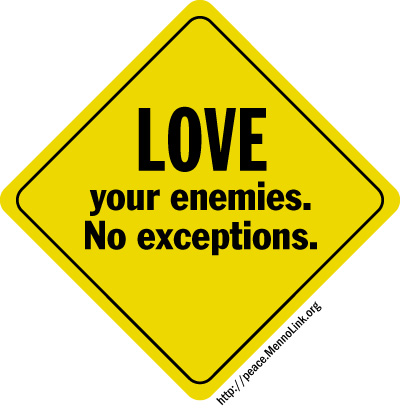 LOVE
your enemies.
No exceptions.
http://peace.MennoLink.org